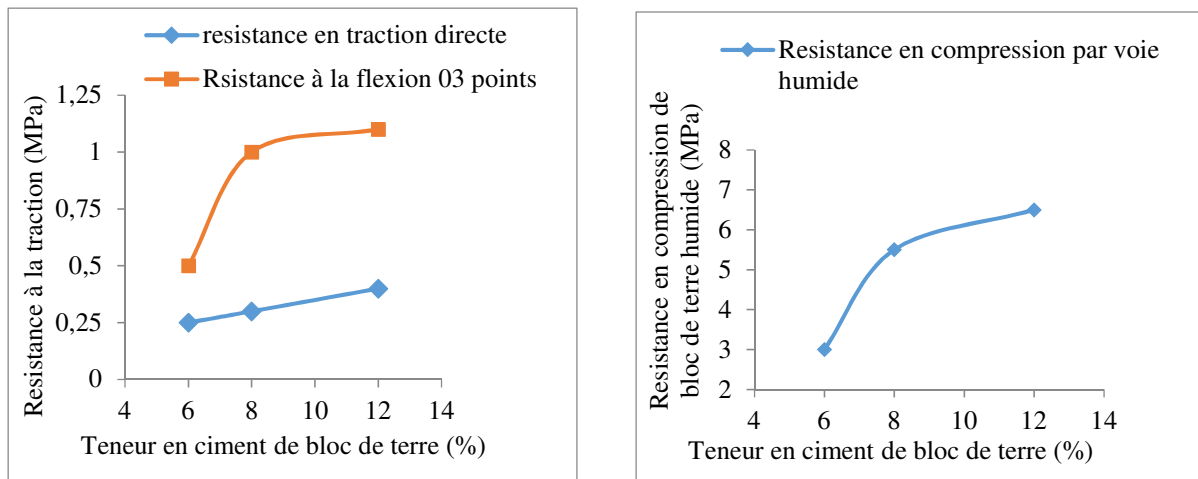 resistance en traction directe
Rsistance à la flexion 03 points
Resistance à la traction (MPa)
1,25
1
0,75
0,5
0,25
0
4 6 8 10 12 14
Teneur en ciment de bloc de terre (%)
Resistance en compression par voie
humide
Resistance en compression de
bloc de terre humide (MPa)
8
7
6
5
4
3
2
4 6 8 10 12 14
Teneur en ciment de bloc de terre (%)